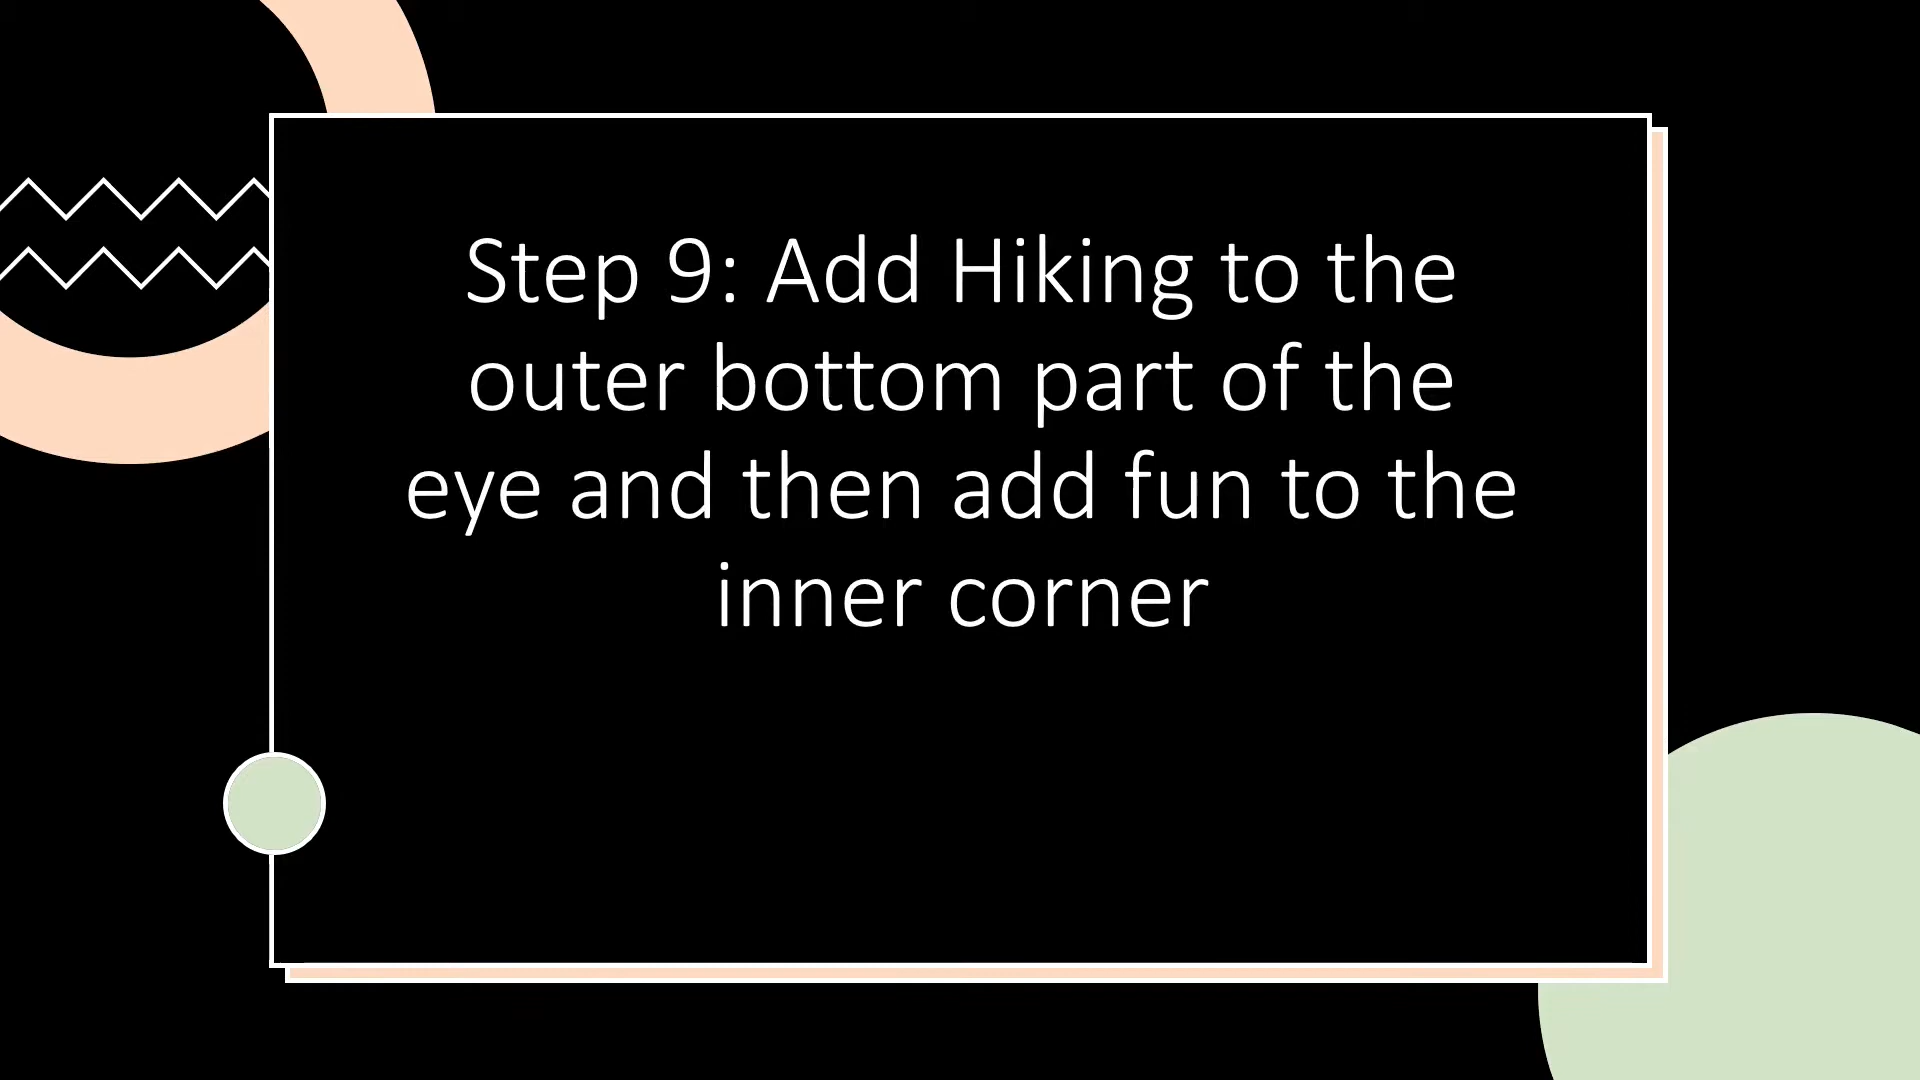 Step 9: Add Hiking to the
outer bottom part of the
eye and then add fun to the
inner corner